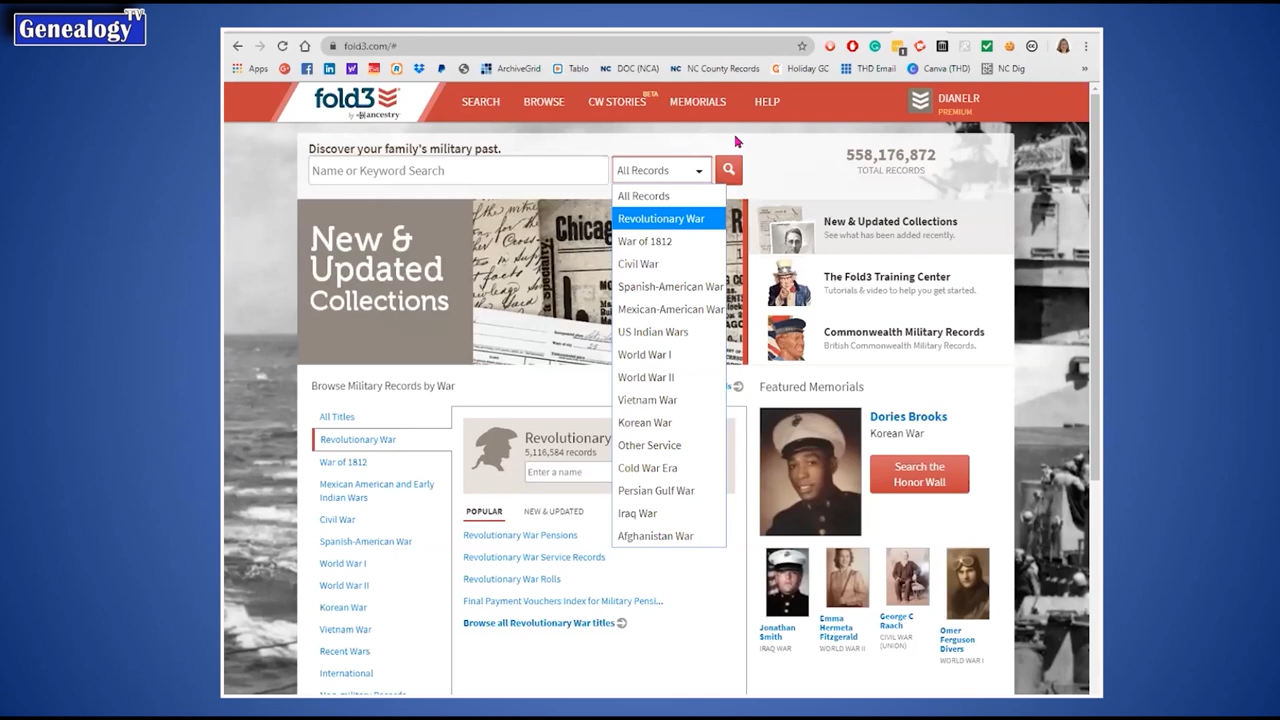 Genealogy TV
fold3.com/#
Apps
ArchiveGrid
Tablo
NC DOC (NCA)
NC NC County Records
Holiday GC
THD Email
Canva (THD)
NC Dig
»
fold3
by ancestry
SEARCH
BROWSE
CW STORIES BETA
MEMORIALS
HELP
DIANELR
PREMIUM
Discover your family's military past.
Name or Keyword Search
All Records
558,176,872
TOTAL RECORDS
All Records
Revolutionary War
War of 1812
Civil War
Spanish-American War
Mexican-American War
US Indian Wars
World War I
World War II
Vietnam War
Korean War
Other Service
Cold War Era
Persian Gulf War
Iraq War
Afghanistan War
New &
Updated
Collections
Chicag
New & Updated Collections
See what has been added recently.
The Fold3 Training Center
Tutorials & video to help you get started.
Commonwealth Military Records
British Commonwealth Military Records.
Browse Military Records by War
All Titles
Revolutionary War
War of 1812
Mexican American and Early
Indian Wars
Civil War
Spanish-American War
World War I
World War II
Korean War
Vietnam War
Recent Wars
International
Revolutionary
5,116,584 records
Enter a name
POPULAR
NEW & UPDATED
Revolutionary War Pensions
Revolutionary War Service Records
Revolutionary War Rolls
Final Payment Vouchers Index for Military Pensi...
Browse all Revolutionary War titles
Featured Memorials
Dories Brooks
Korean War
Search the
Honor Wall
Jonathan
Smith
IRAQ WAR
Emma
Hermeta
Fitzgerald
WORLD WAR II
George C
Raach
CIVIL WAR
(UNION)
Omer
Ferguson
Divers
WORLD WAR I